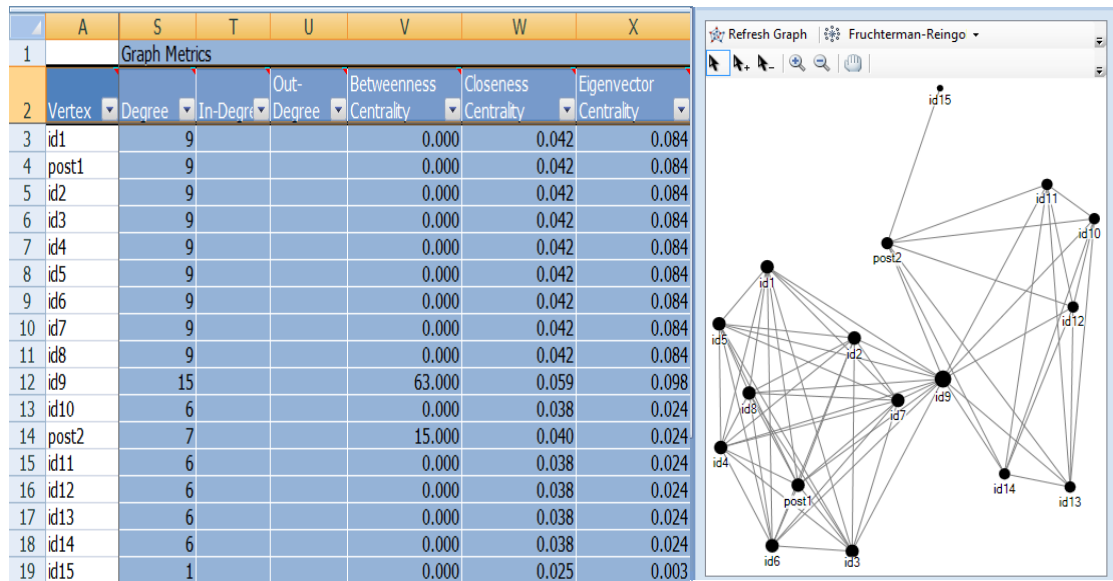 A S T U V W X
1 Graph Metrics
2 Vertex Degree In-Degre Out-Degree Betweenness Centrality Closeness Centrality Eigenvector Centrality
3 id1 9 0.000 0.042 0.084
4 post1 9 0.000 0.042 0.084
5 id2 9 0.000 0.042 0.084
6 id3 9 0.000 0.042 0.084
7 id4 9 0.000 0.042 0.084
8 id5 9 0.000 0.042 0.084
9 id6 9 0.000 0.042 0.084
10 id7 9 0.000 0.042 0.084
11 id8 9 0.000 0.042 0.084
12 id9 15 63.000 0.059 0.098
13 id10 6 0.000 0.038 0.024
14 post2 7 15.000 0.040 0.024
15 id11 6 0.000 0.038 0.024
16 id12 6 0.000 0.038 0.024
17 id13 6 0.000 0.038 0.024
18 id14 6 0.000 0.038 0.024
19 id15 1 0.000 0.025 0.003
Refresh Graph Fruchterman-Reingo
id15
id11
id10
post2
id1
id12
id5
id2
id9
id8
id7
id4
id14
post1
id13
id6
id3